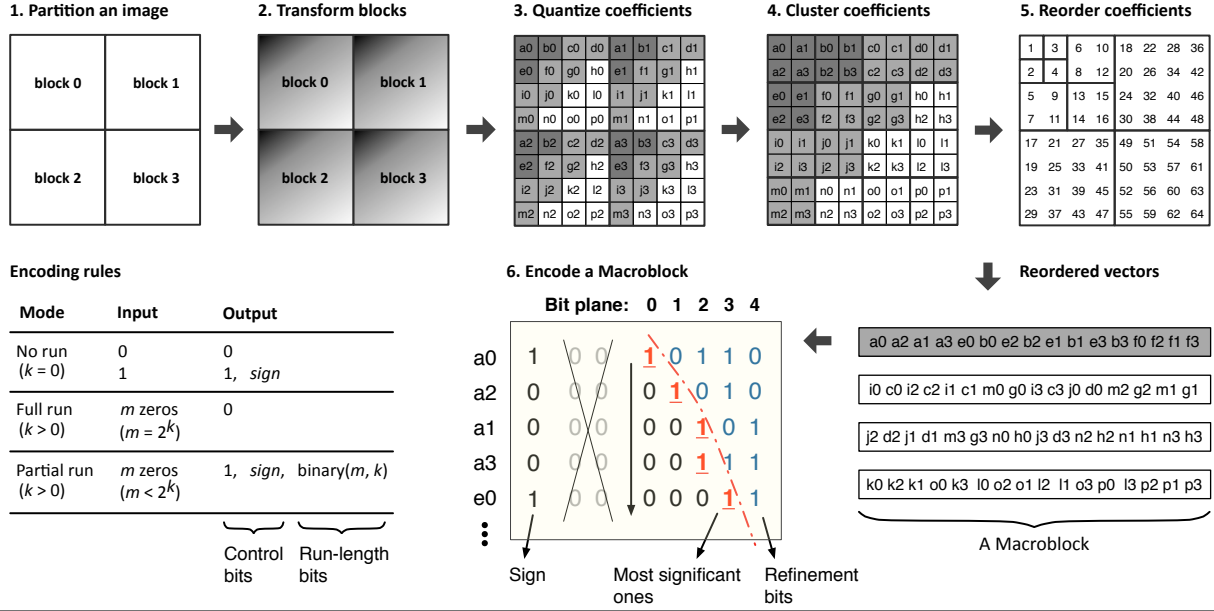 1. Partition an image
2. Transform blocks
3. Quantize coefficients
4. Cluster coefficients
5. Reorder coefficients
block 0 block 1
block 2 block 3
block 0 block 1
block 2 block 3
a0 b0 c0 d0 a1 b1 c1 d1
e0 f0 g0 h0 e1 f1 g1 h1
i0 j0 k0 l0 i1 j1 k1 l1
m0 n0 o0 p0 m1 n1 o1 p1
a2 b2 c2 d2 a3 b3 c3 d3
e2 f2 g2 h2 e3 f3 g3 h3
i2 j2 k2 l2 i3 j3 k3 l3
m2 n2 o2 p2 m3 n3 o3 p3
a0 a1 b0 b1 c0 c1 d0 d1
a2 a3 b2 b3 c2 c3 d2 d3
e0 e1 f0 f1 g0 g1 h0 h1
e2 e3 f2 f3 g2 g3 h2 h3
i0 i1 j0 j1 k0 k1 l0 l1
i2 i3 j2 j3 k2 k3 l2 l3
m0 m1 n0 n1 o0 o1 p0 p1
m2 m3 n2 n3 o2 o3 p2 p3
1 3 6 10 18 22 28 36
2 4 8 12 20 26 34 42
5 9 13 15 24 32 40 46
7 11 14 16 30 38 44 48
17 21 27 35 49 51 54 58
19 25 33 41 50 53 57 61
23 31 39 45 52 56 60 63
29 37 43 47 55 59 62 64
Encoding rules
Mode Input Output
No run 0 0
(k = 0) 1 1, sign
Full run m zeros 0
(k > 0) (m = 2^k)
Partial run m zeros 1, sign, binary(m, k)
(k > 0) (m < 2^k)
Control Run-length
bits bits
6. Encode a Macroblock
Bit plane: 0 1 2 3 4
a0 1 0 0 1 0 1 1 0
a2 0 0 0 0 1 0 1 0
a1 0 0 0 0 0 1 0 1
a3 0 0 0 0 0 1 1 1
e0 1 0 0 0 0 0 1 1
Sign
Most significant
ones
Refinement
bits
Reordered vectors
a0 a2 a1 a3 e0 b0 e2 b2 e1 b1 e3 b3 f0 f2 f1 f3
i0 c0 i2 c2 i1 c1 m0 g0 i3 c3 j0 d0 m2 g2 m1 g1
j2 d2 j1 d1 m3 g3 n0 h0 j3 d3 n2 h2 n1 h1 n3 h3
k0 k2 k1 o0 k3 l0 o2 o1 l2 l1 o3 p0 l3 p2 p1 p3
A Macroblock